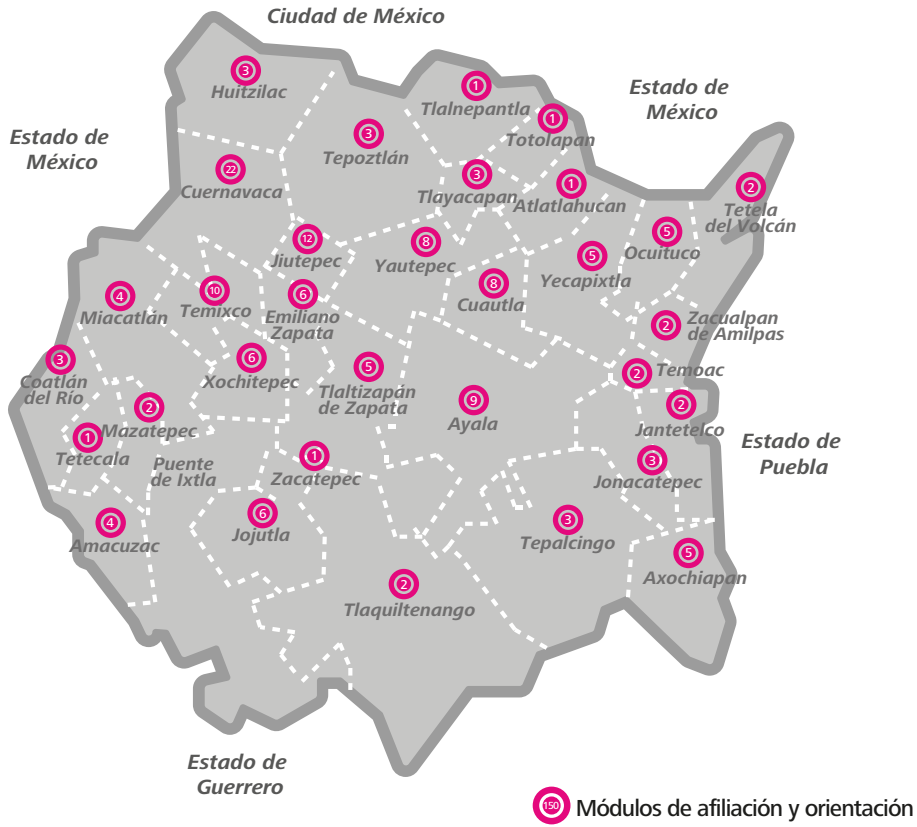 Ciudad de México
3
Huitzilac
1
Tlalnepantla
Estado de
México
1
Totolapan
Estado de
México
3
Tepoztlán
22
Cuernavaca
3
Tlayacapan
1
Atlatlahucan
2
Tetela
del Volcán
12
Jiutepec
8
Yautepec
5
Yecapixtla
5
Ocuituco
4
Miacatlán
10
Temixco
6
Emiliano
Zapata
8
Cuautla
2
Zacualpan
de Amilpas
3
Coatlán
del Río
6
Xochitepec
5
Tlaltizapán
de Zapata
2
Temoac
2
Mazatepec
9
Ayala
2
Jantetelco
1
Tetecala
Puente
de Ixtla
1
Zacatepec
3
Jonacatepec
Estado de
Puebla
4
Amacuzac
6
Jojutla
3
Tepalcingo
5
Axochiapan
2
Tlaquiltenango
Estado de
Guerrero
150 Módulos de afiliación y orientación